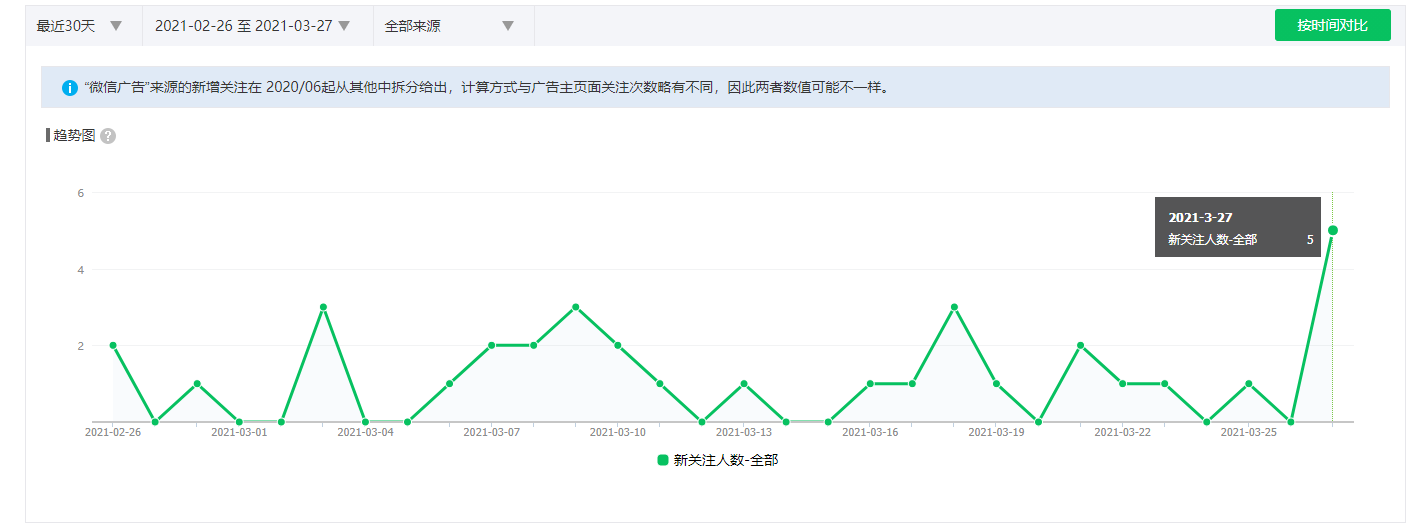 最近30天 2021-02-26 至 2021-03-27 全部来源 按时间对比
“微信广告”来源的新增关注在 2020/06起从其他中拆分给出，计算方式与广告主页面关注次数略有不同，因此两者数值可能不一样。
趋势图 ?
6
2021-3-27
新关注人数-全部 5
4
2
2021-02-26 2021-03-01 2021-03-04 2021-03-07 2021-03-10 2021-03-13 2021-03-16 2021-03-19 2021-03-22 2021-03-25
新关注人数-全部